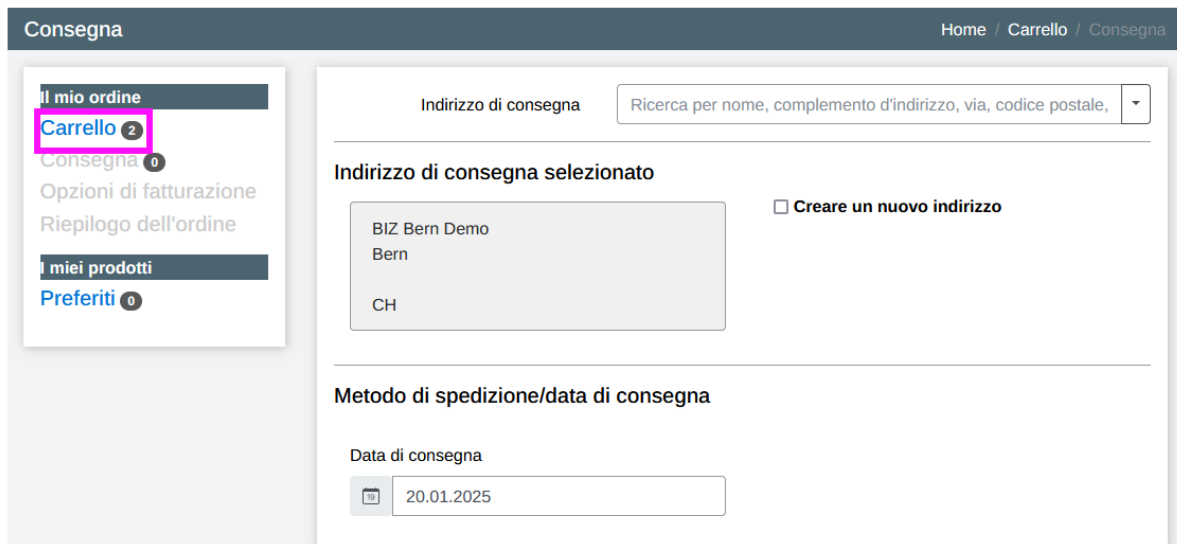 Consegna
Home / Carrello / Consegna
Il mio ordine
Carrello 2
Consegna 0
Opzioni di fatturazione
Riepilogo dell'ordine
I miei prodotti
Preferiti 0
Indirizzo di consegna
Ricerca per nome, complemento d'indirizzo, via, codice postale,
Indirizzo di consegna selezionato
BIZ Bern Demo
Bern
CH
Creare un nuovo indirizzo
Metodo di spedizione/data di consegna
Data di consegna
19
20.01.2025